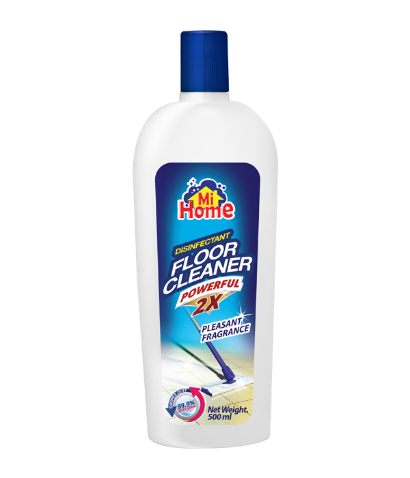 Mi
Home
DISINFECTANT
FLOOR
CLEANER
POWERFUL
2X
PLEASANT
FRAGRANCE
99.9%
Net Weight,
500 ml